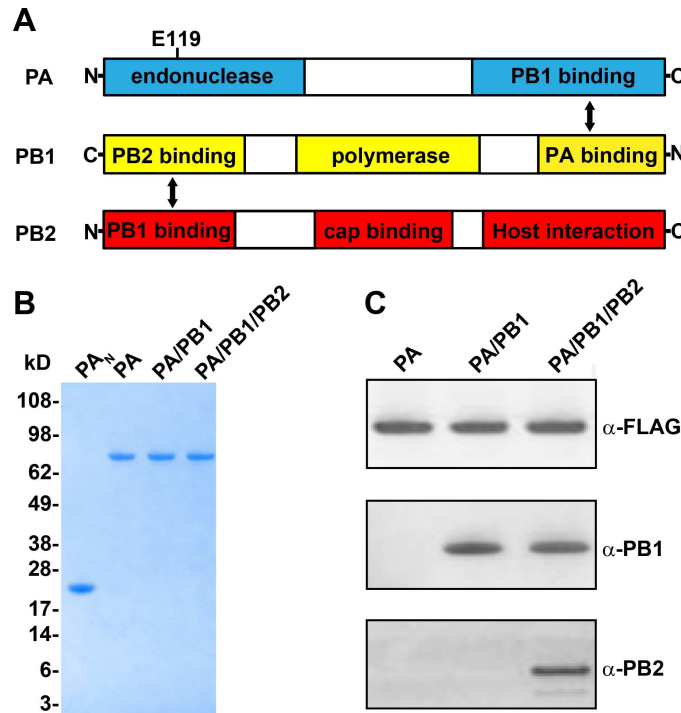 A
E119
PA N endonuclease PB1 binding C
PB1 C PB2 binding polymerase PA binding N
PB2 N PB1 binding cap binding Host interaction C
B
kD PAN PA PA/PB1 PA/PB1/PB2
108-
98-
62-
49-
38-
28-
17-
14-
6-
3-
C
PA PA/PB1 PA/PB1/PB2
α-FLAG
α-PB1
α-PB2